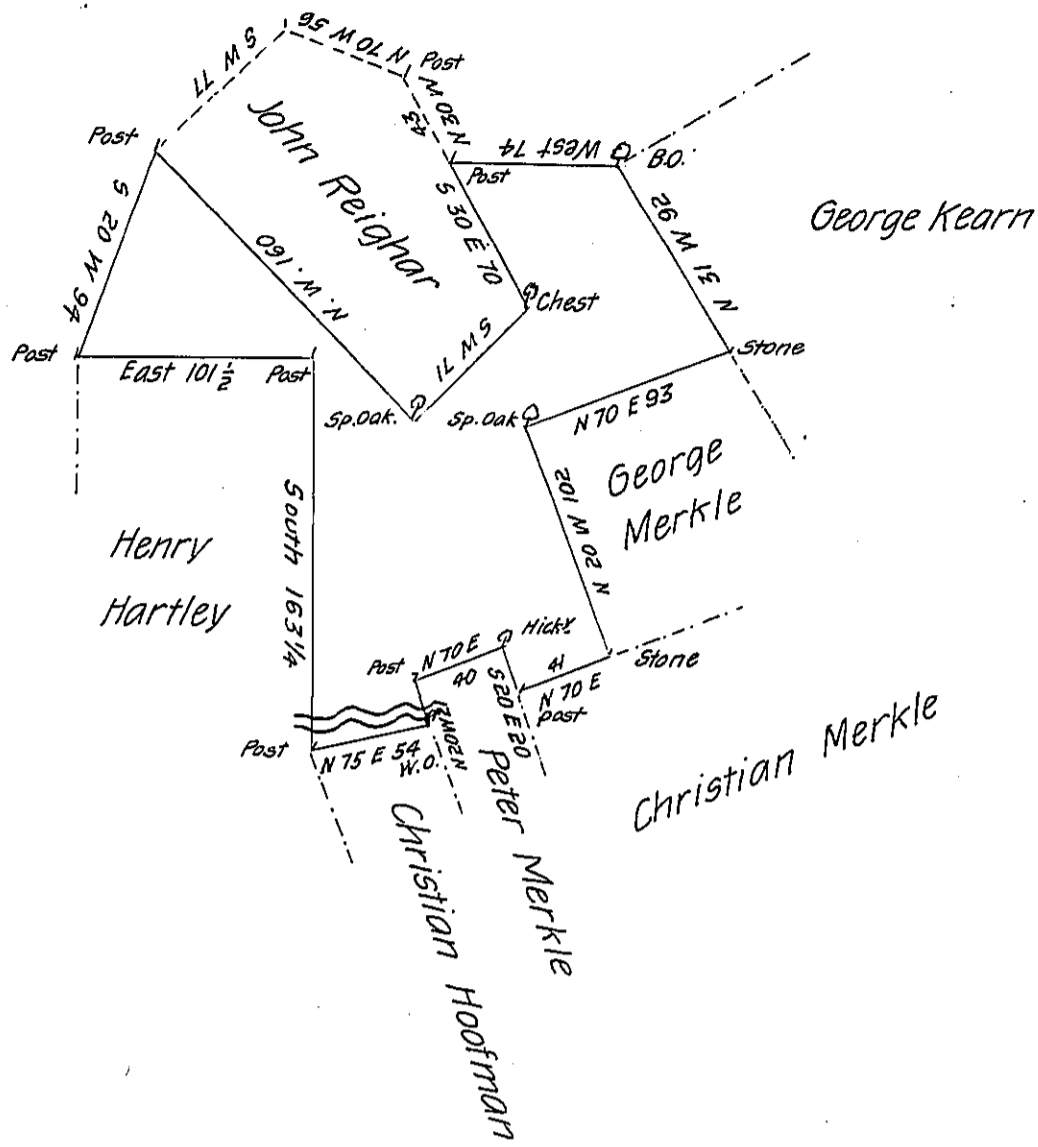 S W 77
N 70 W 56
Post
N 30 W
43
Post
John Reighar
West 74
B.O.
Post
S 20 W 94
N. W. 160
S 30 E 70
N 31 W 92
George Kearn
Chest
S W 71
Stone
Post
East 101 1/2
Post
Sp. Oak.
Sp. Oak
N 70 E 93
George
Merkle
South 163 1/4
N 20 W 102
Henry
Hartley
Hicky
Post
N 70 E
40
S 20 E 20
41
N 70 E
Stone
Post
Post
N 75 E 54
W.O.
N 20 W 21
Peter Merkle
Christian Merkle
Christian Hoofman